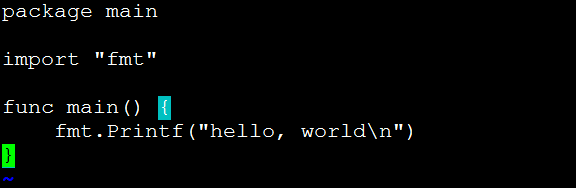 package main

import "fmt"

func main() {
    fmt.Printf("hello, world\n")
}
~